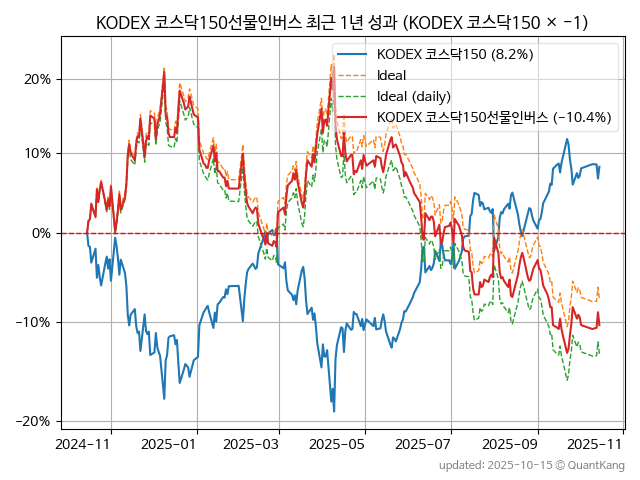 KODEX 코스닥150선물인버스 최근 1년 성과 (KODEX 코스닥150 × −1)
KODEX 코스닥150 (8.2%)
Ideal
Ideal (daily)
KODEX 코스닥150선물인버스 (−10.4%)
20%
10%
0%
−10%
−20%
2024-11
2025-01
2025-03
2025-05
2025-07
2025-09
2025-11
updated: 2025-10-15 © QuantKang